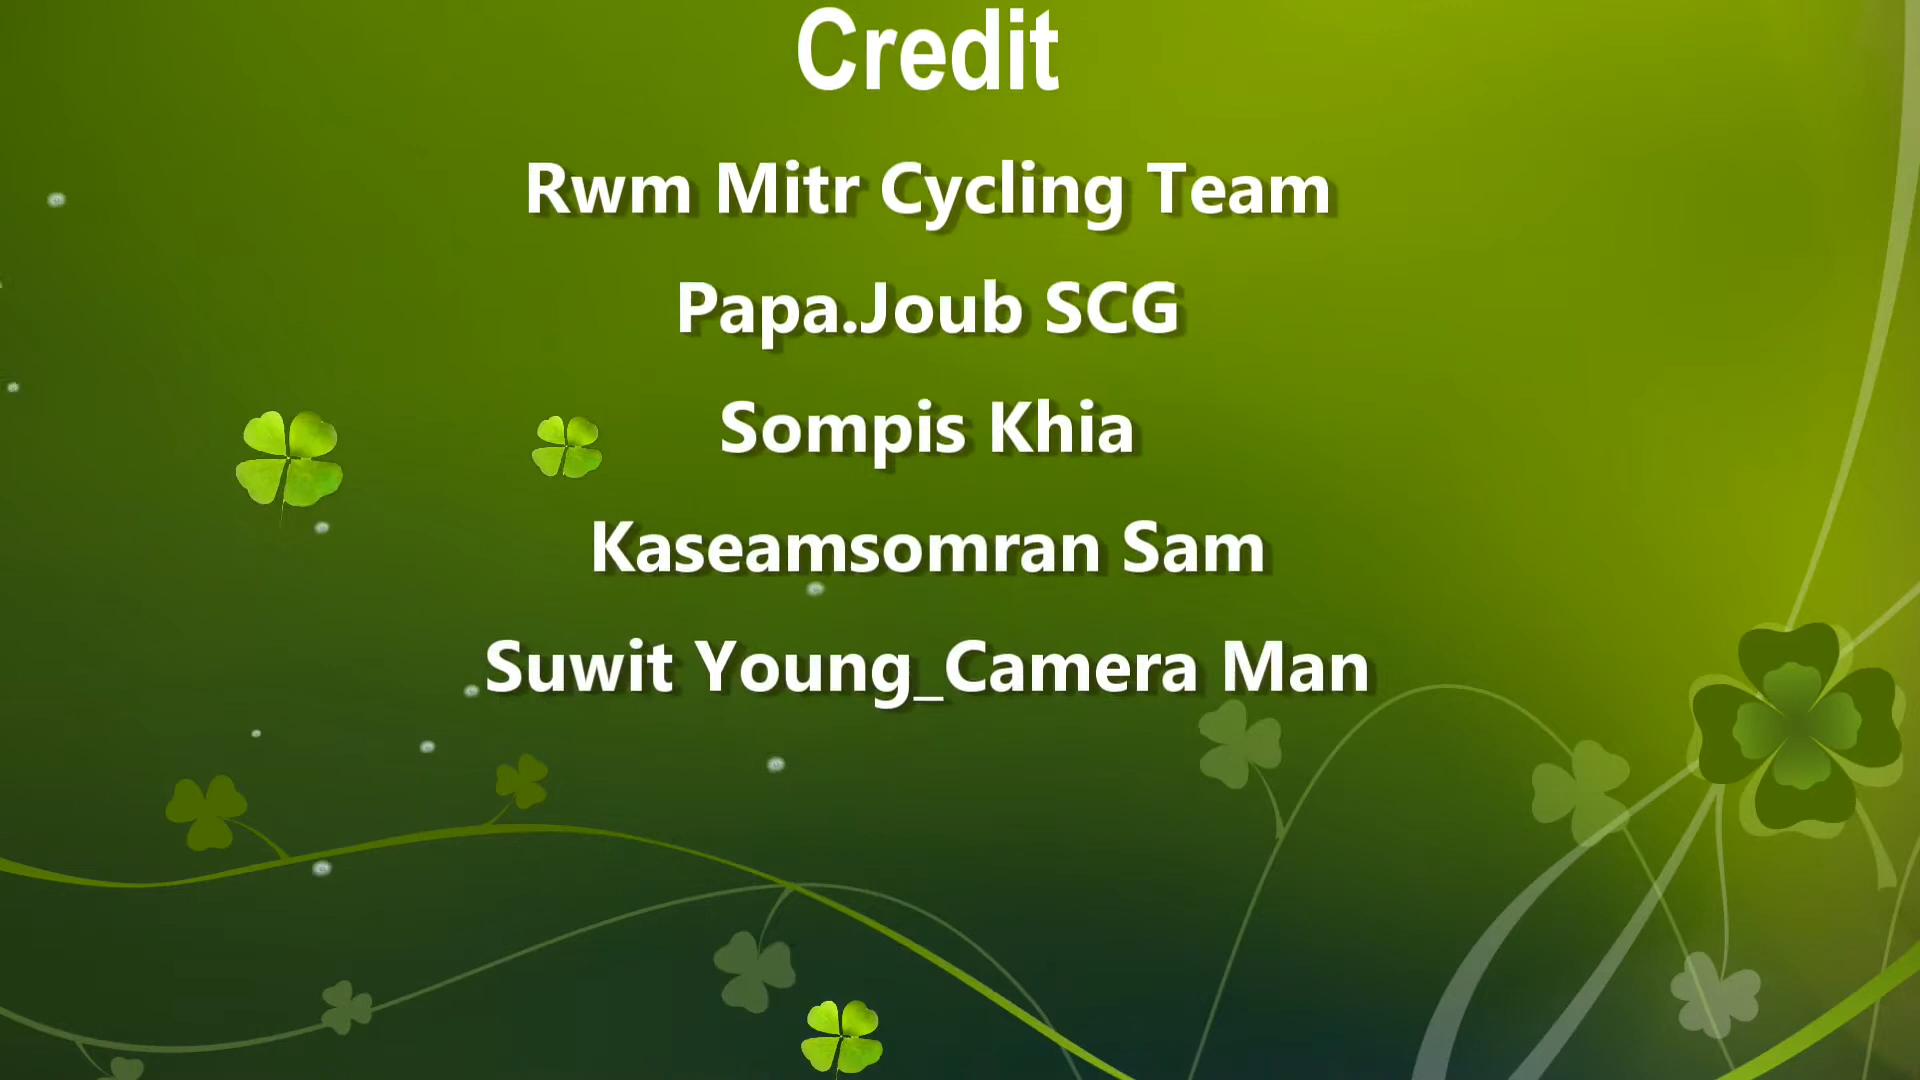 Credit
Rwm Mitr Cycling Team
Papa.Joub SCG
Sompis Khia
Kaseamsomran Sam
Suwit Young_Camera Man